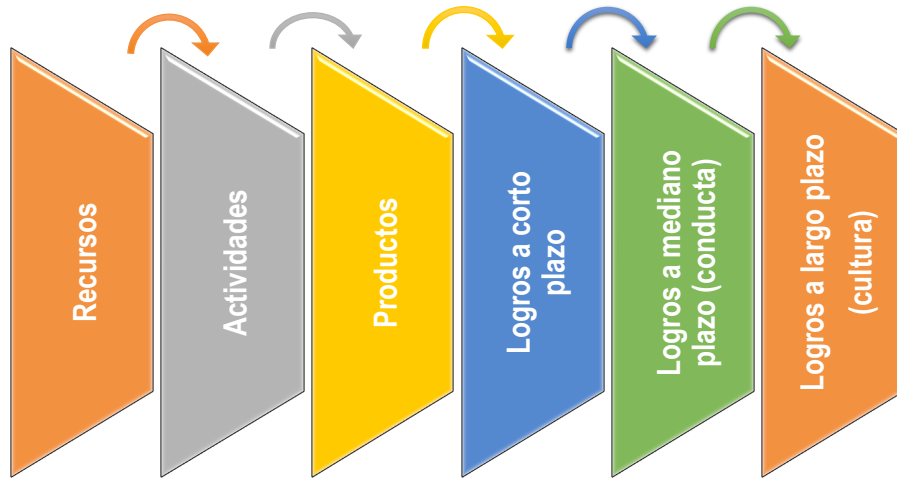 Recursos
Actividades
Productos
Logros a corto
plazo
Logros a mediano
plazo (conducta)
Logros a largo plazo
(cultura)